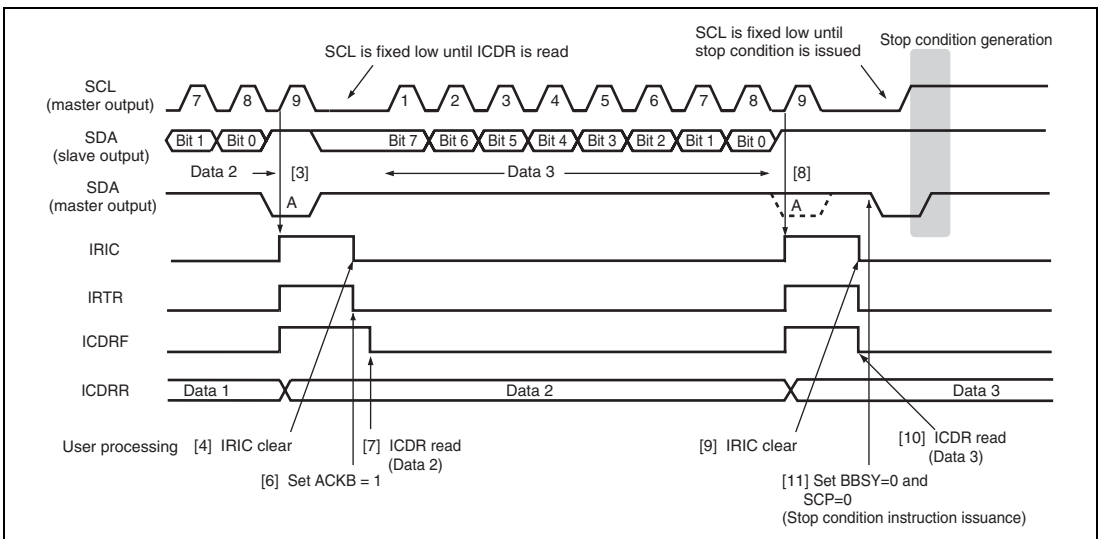 SCL is fixed low until ICDR is read
SCL is fixed low until
stop condition is issued
Stop condition generation
SCL
(master output)
7 8 9 1 2 3 4 5 6 7 8 9
SDA
(slave output)
Bit 1 Bit 0 Bit 7 Bit 6 Bit 5 Bit 4 Bit 3 Bit 2 Bit 1 Bit 0
Data 2 [3] Data 3 [8]
SDA
(master output)
A A
IRIC
IRTR
ICDRF
ICDRR
Data 1 Data 2 Data 3
User processing [4] IRIC clear [7] ICDR read
(Data 2)
[9] IRIC clear [10] ICDR read
(Data 3)
[6] Set ACKB = 1
[11] Set BBSY=0 and
SCP=0
(Stop condition instruction issuance)